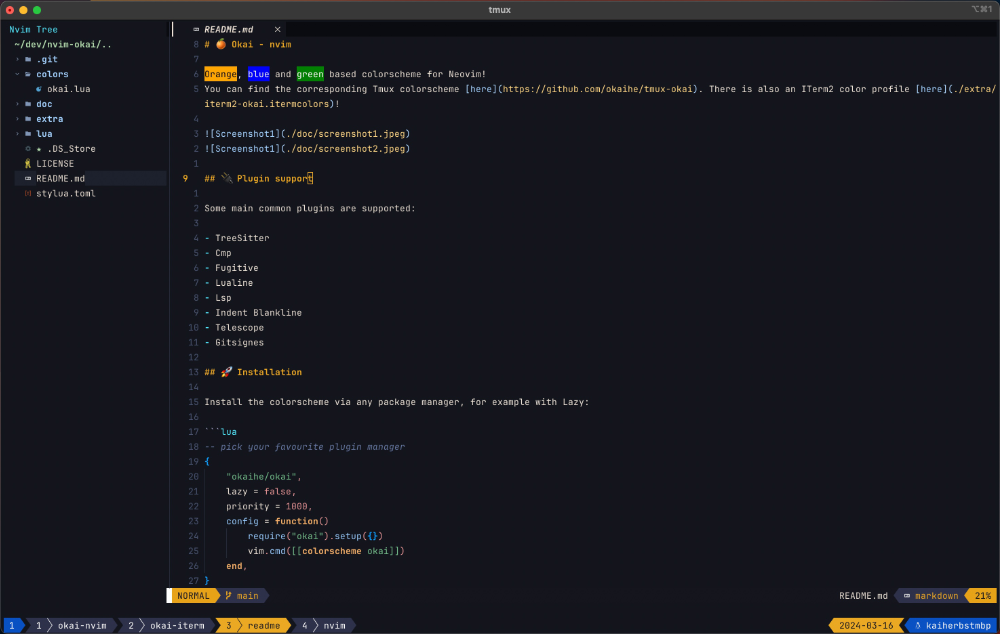 tmux
⌥⌘1
Nvim Tree
~/dev/nvim-okai/..
.git
colors
okai.lua
doc
extra
lua
★ .DS_Store
LICENSE
README.md
stylua.toml
README.md ✕
8 # 🍊 Okai - nvim
7
6 Orange, blue and green based colorscheme for Neovim!
5 You can find the corresponding Tmux colorscheme [here](https://github.com/okaihe/tmux-okai). There is also an ITerm2 color profile [here](./extra/
iterm2-okai.itermcolors)!
4
3 ![Screenshot1](./doc/screenshot1.jpeg)
2 ![Screenshot1](./doc/screenshot2.jpeg)
1
9 ## 🔌 Plugin support
1
2 Some main common plugins are supported:
3
4 - TreeSitter
5 - Cmp
6 - Fugitive
7 - Lualine
8 - Lsp
9 - Indent Blankline
10 - Telescope
11 - Gitsignes
12
13 ## 🚀 Installation
14
15 Install the colorscheme via any package manager, for example with Lazy:
16
17 ```lua
18 -- pick your favourite plugin manager
19 {
20 "okaihe/okai",
21 lazy = false,
22 priority = 1000,
23 config = function()
24 require("okai").setup({})
25 vim.cmd([[colorscheme okai]])
26 end,
27 }
NORMAL main README.md markdown 21%
1 1 okai-nvim 2 okai-iterm 3 readme 4 nvim 2024-03-16 kaiherbstmbp